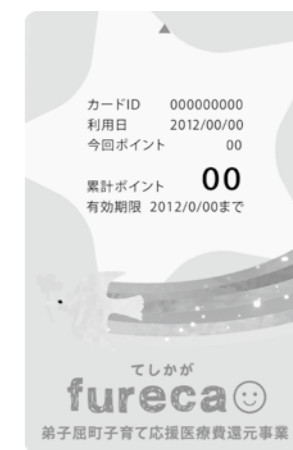 カードID 000000000
利用日 2012/00/00
今回ポイント 00
累計ポイント 00
有効期限 2012/0/00まで
てしかが
fureca
弟子屈町子育て応援医療費還元事業